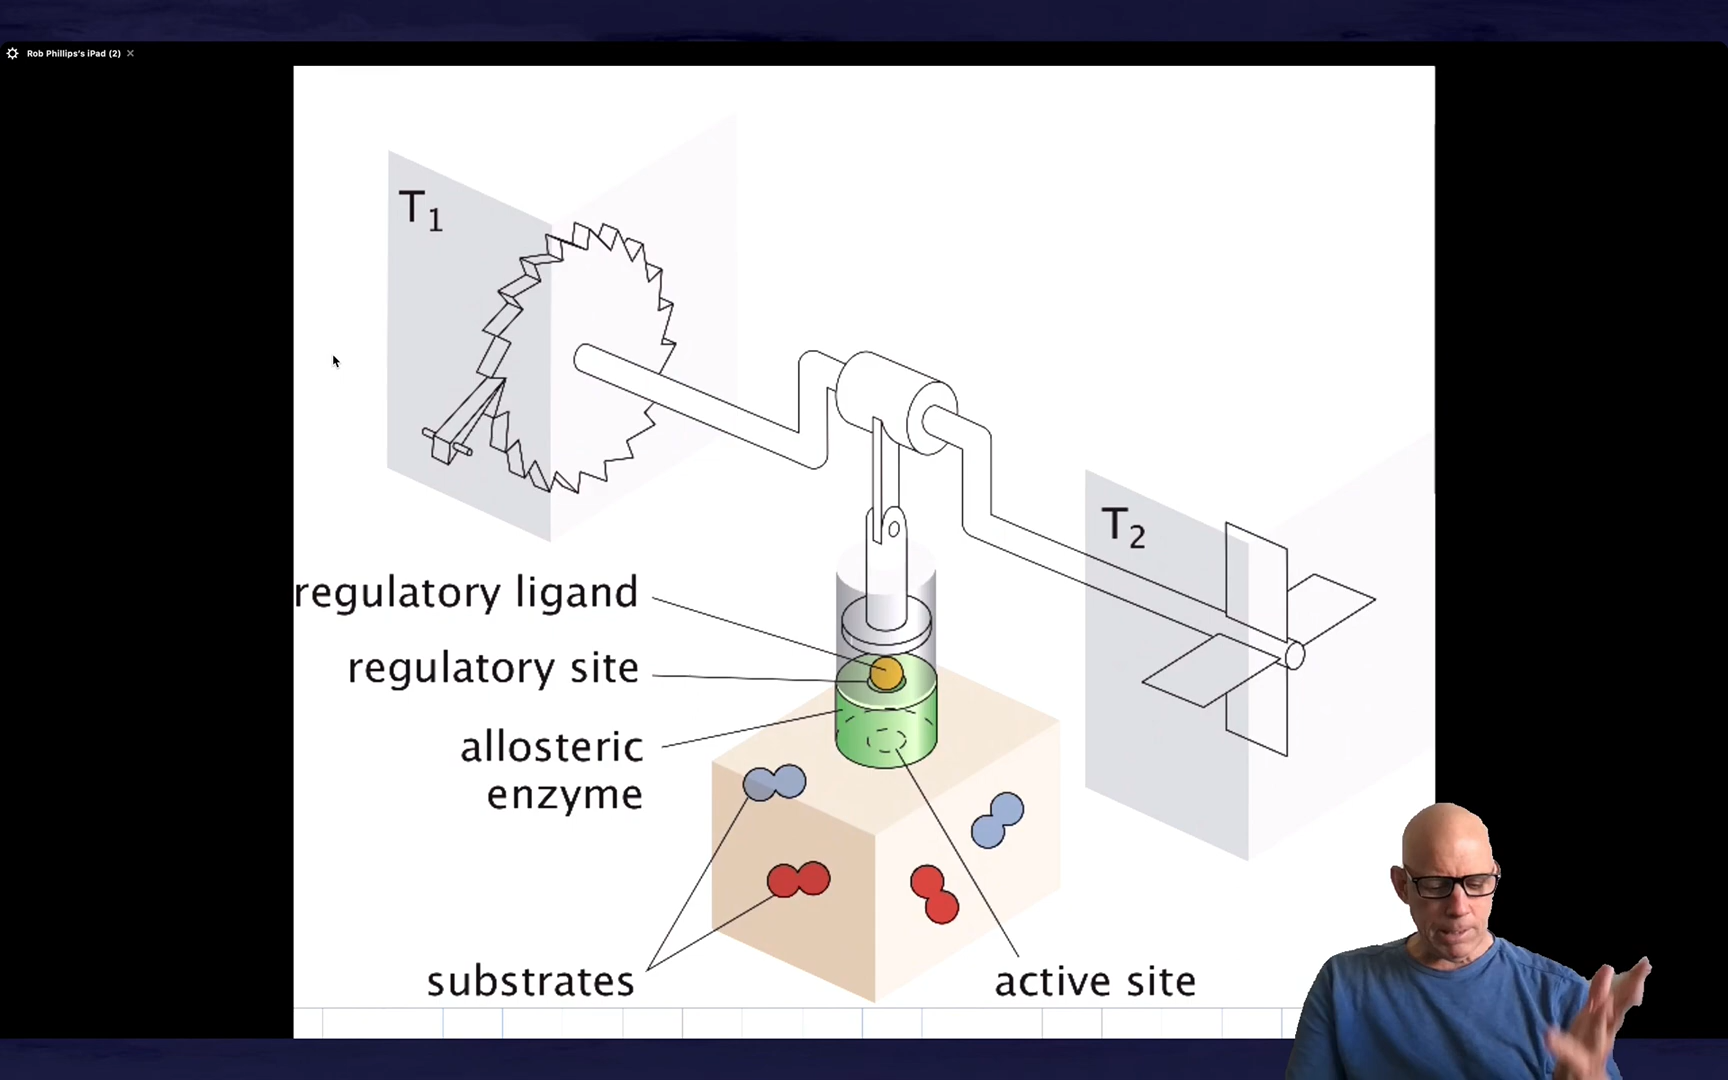 Rob Phillips's iPad (2)
T1
T2
regulatory ligand
regulatory site
allosteric
enzyme
substrates
active site